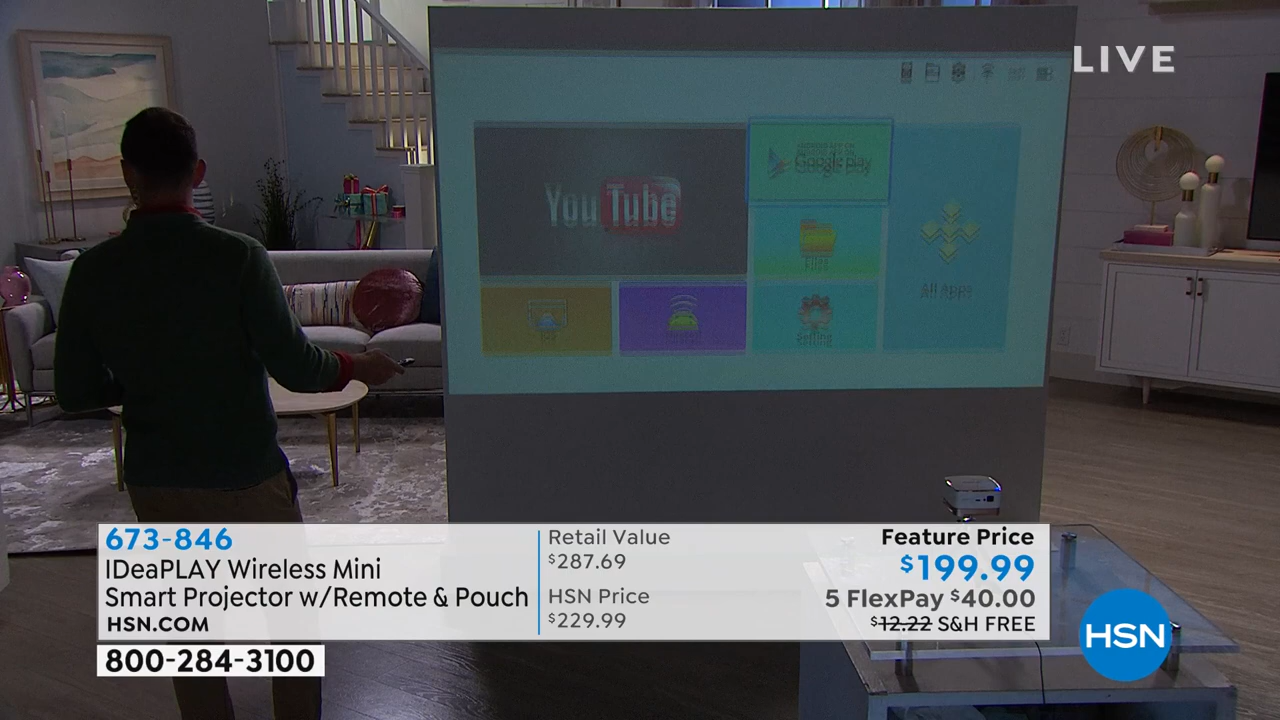 LIVE
YouTube
Google play
Files
All Apps
Setting
673-846
IDeaPLAY Wireless Mini
Smart Projector w/Remote & Pouch
HSN.COM
800-284-3100
Retail Value
$287.69
HSN Price
$229.99
Feature Price
$199.99
5 FlexPay $40.00
$12.22 S&H FREE
HSN